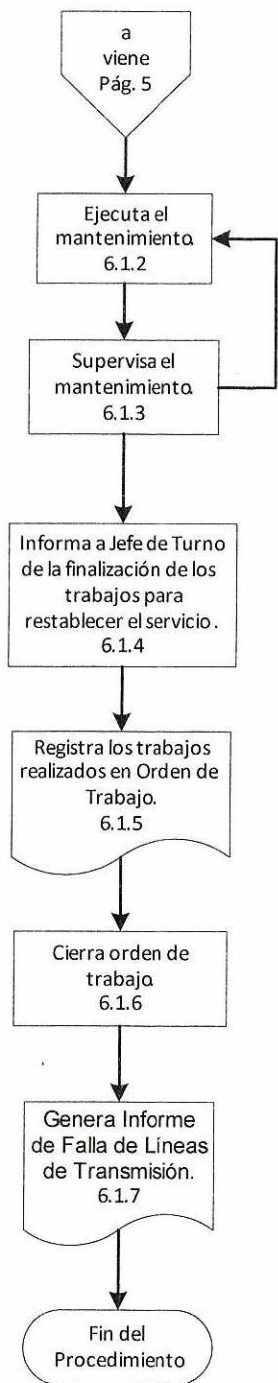 a
viene
Pág. 5
Ejecuta el
mantenimiento.
6.1.2
Supervisa el
mantenimiento.
6.1.3
Informa a Jefe de Turno
de la finalización de los
trabajos para
restablecer el servicio.
6.1.4
Registra los trabajos
realizados en Orden de
Trabajo.
6.1.5
Cierra orden de
trabajo.
6.1.6
Genera Informe
de Falla de Líneas
de Transmisión.
6.1.7
Fin del
Procedimiento